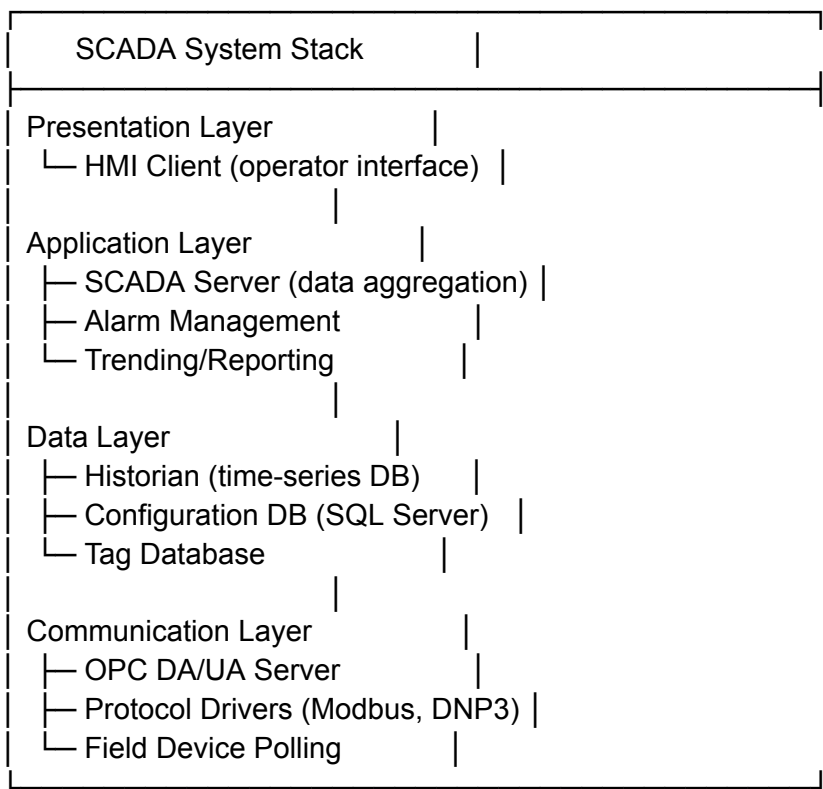 SCADA System Stack
Presentation Layer
└─ HMI Client (operator interface)
Application Layer
├─ SCADA Server (data aggregation)
├─ Alarm Management
└─ Trending/Reporting
Data Layer
├─ Historian (time-series DB)
├─ Configuration DB (SQL Server)
└─ Tag Database
Communication Layer
├─ OPC DA/UA Server
├─ Protocol Drivers (Modbus, DNP3)
└─ Field Device Polling